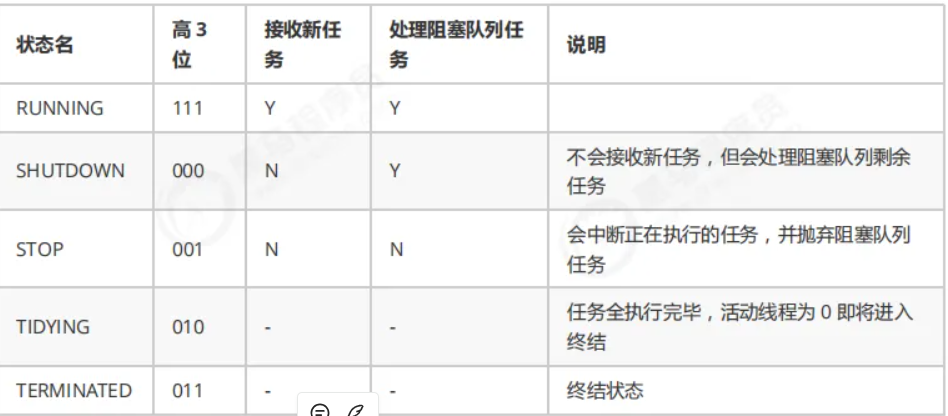 状态名 高 3 位 接收新任务 处理阻塞队列任务 说明
RUNNING 111 Y Y
SHUTDOWN 000 N Y 不会接收新任务，但会处理阻塞队列剩余任务
STOP 001 N N 会中断正在执行的任务，并抛弃阻塞队列任务
TIDYING 010 - - 任务全执行完毕，活动线程为 0 即将进入终结
TERMINATED 011 - - 终结状态